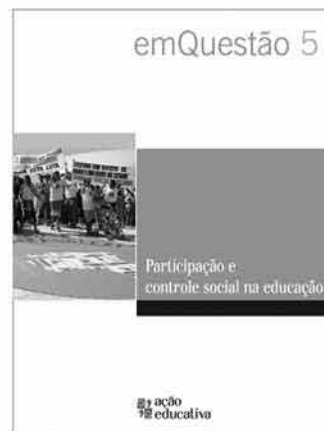 emQuestão 5
Participação e
controle social na educação
ação
educativa